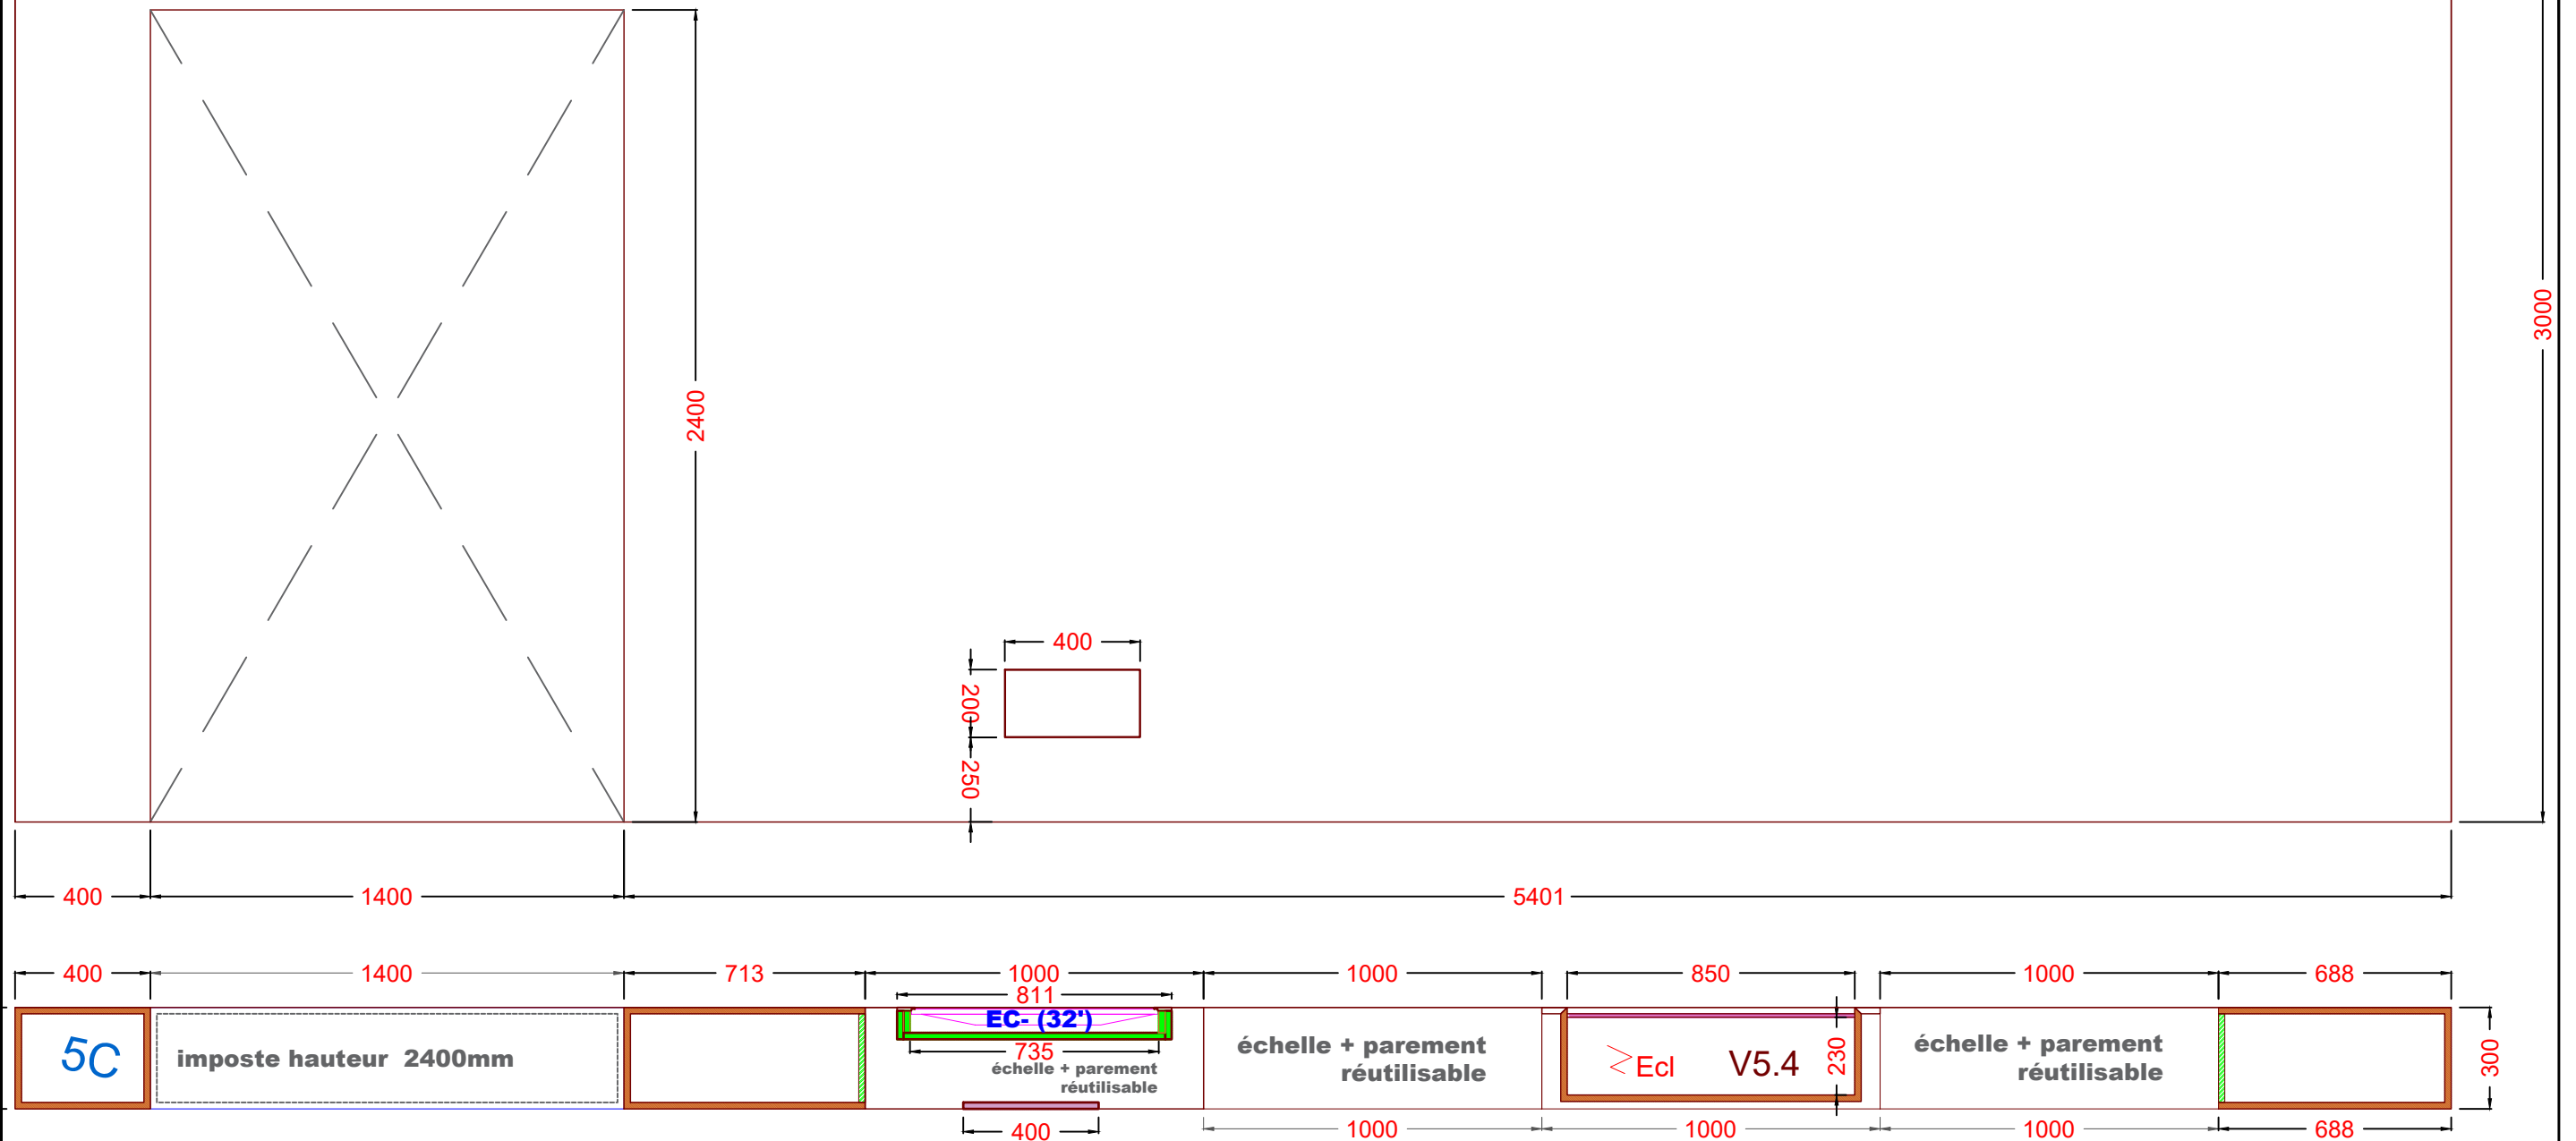 3000
2400
400
200
250
400 1400 5401
400 1400 713 1000 1000 850 1000 688
811
EC- (32')
735
5C
imposte hauteur 2400mm
échelle + parement
réutilisable
échelle + parement
réutilisable
Ecl
V5.4
230
échelle + parement
réutilisable
300
400 1000 1000 1000 688